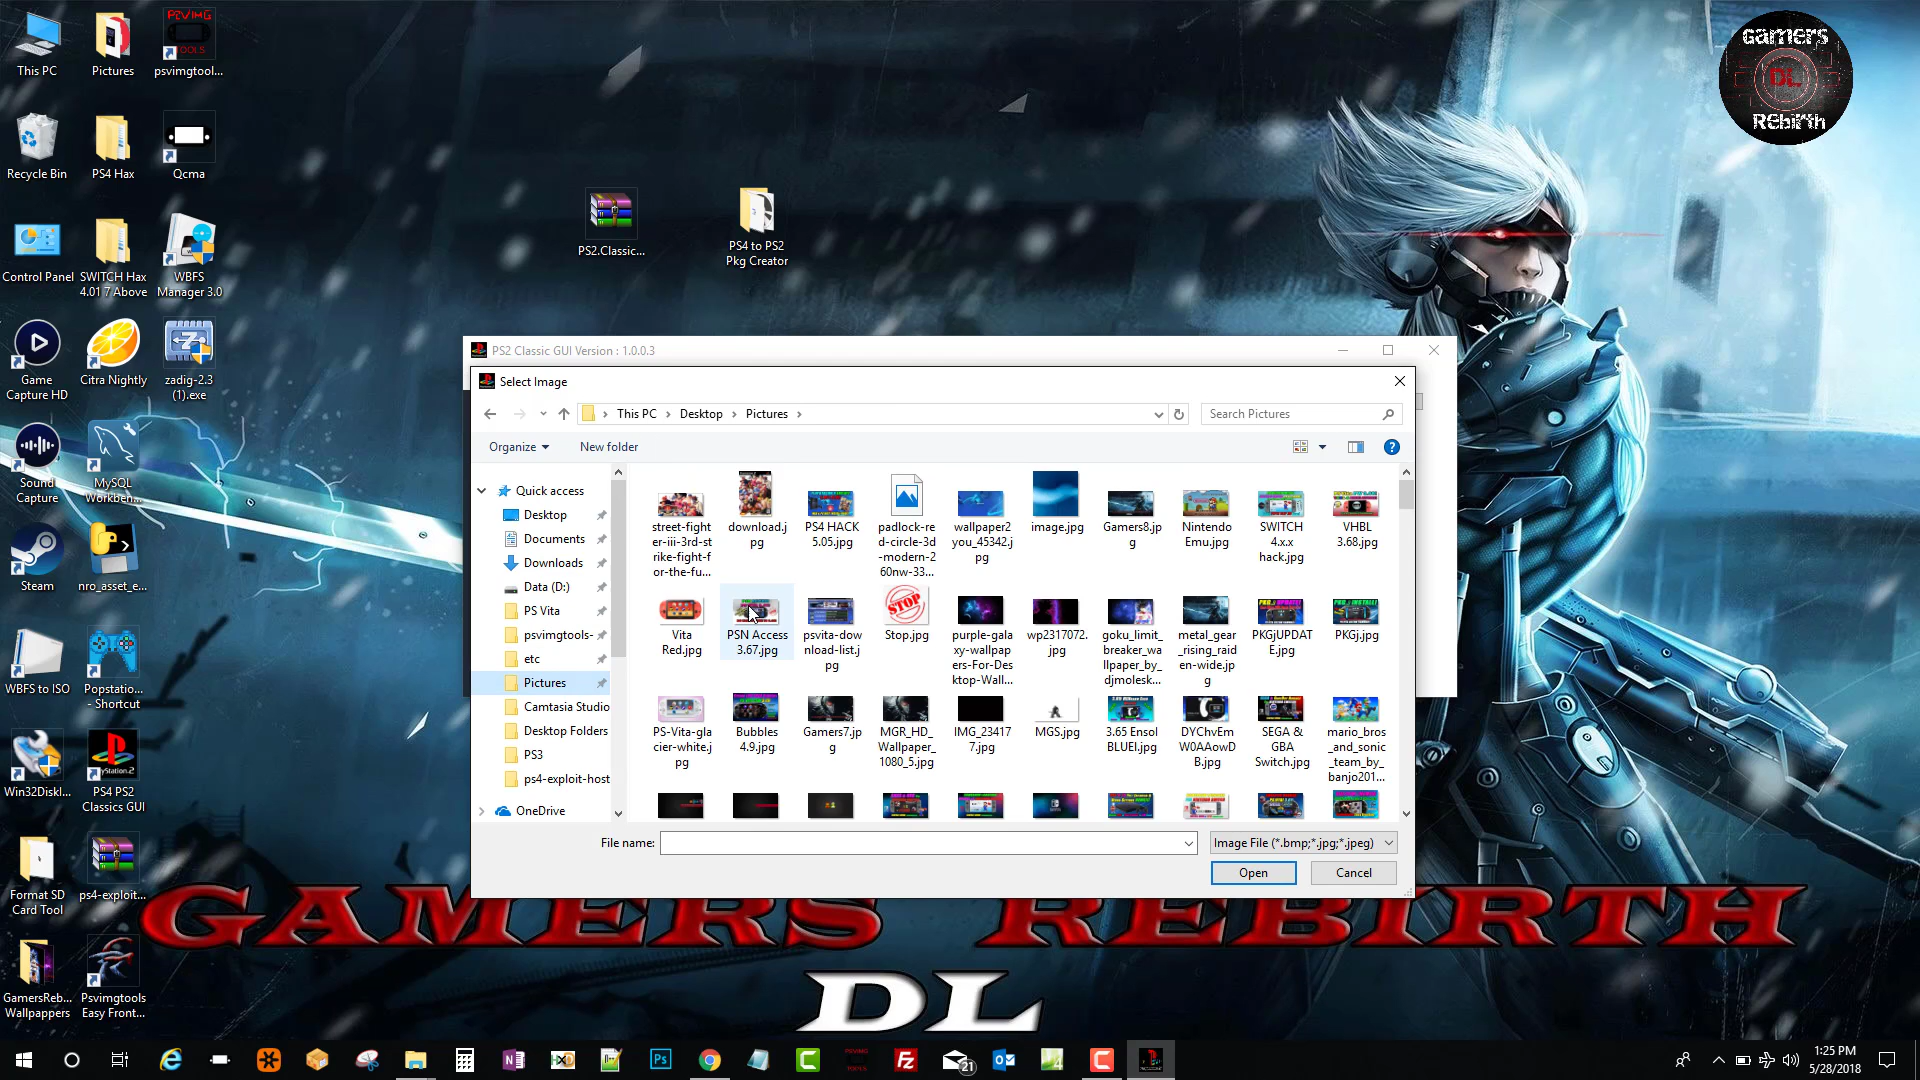 This PC
Pictures
PSVIMG
TOOLS
psvimgtool...
Recycle Bin
PS4 Hax
Qcma
Control Panel
SWITCH Hax
4.01 7 Above
WBFS
Manager 3.0
Game
Capture HD
Citra Nightly
zadig-2.3
(1).exe
Sound
Capture
MySQL
Workben...
Steam
nro_asset_e...
WBFS to ISO
Popstatio...
- Shortcut
Win32Diskl...
PlayStation.2
PS4 PS2
Classics GUI
Format SD
Card Tool
ps4-exploit...
GamersReb...
Wallpappers
Psvimgtools
Easy Front...
PS2.Classic...
PS4 to PS2
Pkg Creator
Gamers
DL
REbirth
PS2 Classic GUI Version : 1.0.0.3
Select Image
This PC
Desktop
Pictures
Search Pictures
Organize
New folder
Quick access
Desktop
Documents
Downloads
Data (D:)
PS Vita
psvimgtools-
etc
Pictures
Camtasia Studio
Desktop Folders
PS3
ps4-exploit-host
OneDrive
street-fight
er-iii-3rd-st
rike-fight-f
or-the-fu...
download.j
pg
PS4 HACK
5.05.jpg
padlock-re
d-circle-3d
-modern-2
60nw-33...
wallpaper2
you_45342.j
pg
image.jpg
Gamers8.jp
g
Nintendo
Emu.jpg
SWITCH
4.x.x
hack.jpg
VHBL
3.68.jpg
Vita
Red.jpg
PSN Access
3.67.jpg
psvita-dow
nload-list.j
pg
STOP
Stop.jpg
purple-gala
xy-wallpap
ers-For-Des
ktop-Wall...
wp2317072.
jpg
goku_limit_
breaker_wa
llpaper_by_
djmolesk...
metal_gear
_rising_raid
en-wide.jp
g
PKGjUPDAT
E.jpg
PKGj.jpg
PS-Vita-gla
cier-white.j
pg
Bubbles
4.9.jpg
Gamers7.jp
g
MGR_HD_
Wallpaper_
1080_5.jpg
IMG_23417
7.jpg
MGS.jpg
3.65 Ensol
BLUEl.jpg
DYChvEm
W0AAowD
B.jpg
SEGA &
GBA
Switch.jpg
mario_bros
_and_sonic
_team_by_
banjo201...
File name:
Image File (*.bmp;*.jpg;*.jpeg)
Open
Cancel
GAMERS REBIRTH
DL
21
1:25 PM
5/28/2018